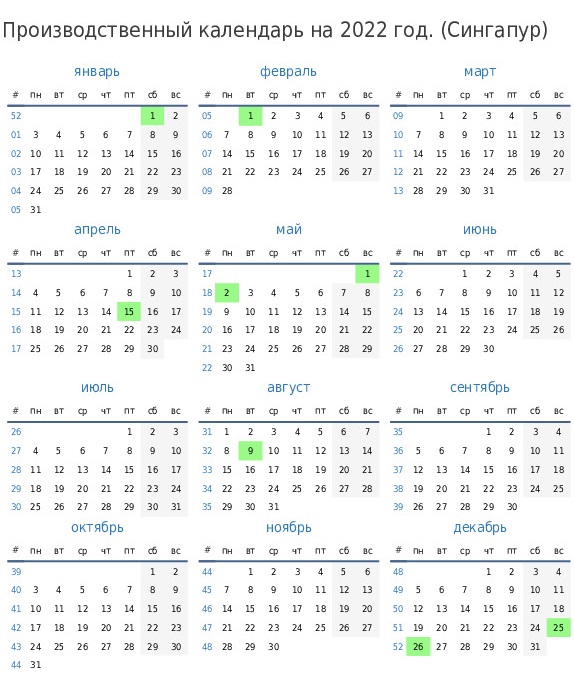 Производственный календарь на 2022 год. (Сингапур)
январь февраль март
# пн вт ср чт пт сб вс # пн вт ср чт пт сб вс # пн вт ср чт пт сб вс
52 1 2 05 1 2 3 4 5 6 09 1 2 3 4 5 6
01 3 4 5 6 7 8 9 06 7 8 9 10 11 12 13 10 7 8 9 10 11 12 13
02 10 11 12 13 14 15 16 07 14 15 16 17 18 19 20 11 14 15 16 17 18 19 20
03 17 18 19 20 21 22 23 08 21 22 23 24 25 26 27 12 21 22 23 24 25 26 27
04 24 25 26 27 28 29 30 09 28 13 28 29 30 31
05 31
апрель май июнь
# пн вт ср чт пт сб вс # пн вт ср чт пт сб вс # пн вт ср чт пт сб вс
13 1 2 3 17 1 22 1 2 3 4 5
14 4 5 6 7 8 9 10 18 2 3 4 5 6 7 8 23 6 7 8 9 10 11 12
15 11 12 13 14 15 16 17 19 9 10 11 12 13 14 15 24 13 14 15 16 17 18 19
16 18 19 20 21 22 23 24 20 16 17 18 19 20 21 22 25 20 21 22 23 24 25 26
17 25 26 27 28 29 30 21 23 24 25 26 27 28 29 26 27 28 29 30
22 30 31
июль август сентябрь
# пн вт ср чт пт сб вс # пн вт ср чт пт сб вс # пн вт ср чт пт сб вс
26 1 2 3 31 1 2 3 4 5 6 7 35 1 2 3 4
27 4 5 6 7 8 9 10 32 8 9 10 11 12 13 14 36 5 6 7 8 9 10 11
28 11 12 13 14 15 16 17 33 15 16 17 18 19 20 21 37 12 13 14 15 16 17 18
29 18 19 20 21 22 23 24 34 22 23 24 25 26 27 28 38 19 20 21 22 23 24 25
30 25 26 27 28 29 30 31 35 29 30 31 39 26 27 28 29 30
октябрь ноябрь декабрь
# пн вт ср чт пт сб вс # пн вт ср чт пт сб вс # пн вт ср чт пт сб вс
39 1 2 44 1 2 3 4 5 6 48 1 2 3 4
40 3 4 5 6 7 8 9 45 7 8 9 10 11 12 13 49 5 6 7 8 9 10 11
41 10 11 12 13 14 15 16 46 14 15 16 17 18 19 20 50 12 13 14 15 16 17 18
42 17 18 19 20 21 22 23 47 21 22 23 24 25 26 27 51 19 20 21 22 23 24 25
43 24 25 26 27 28 29 30 48 28 29 30 52 26 27 28 29 30 31
44 31